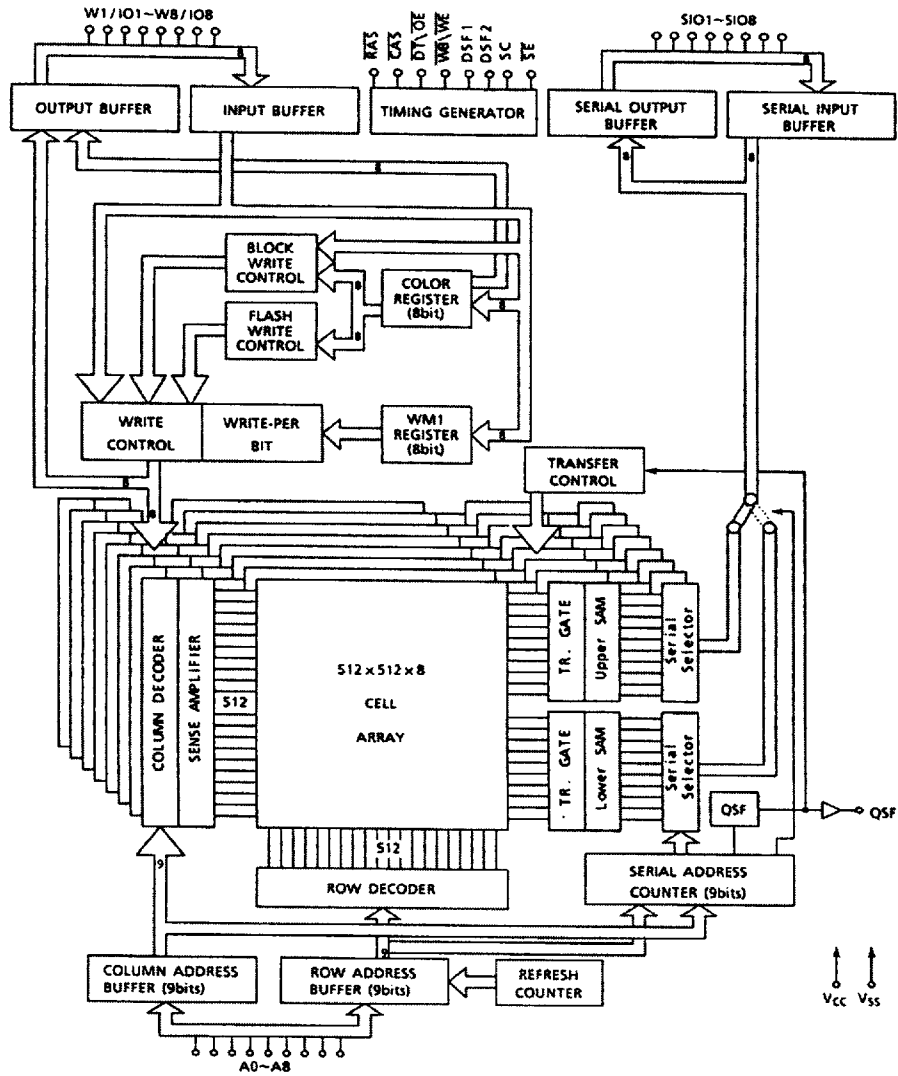 W1/IO1~W8/IO8
SIO1~SIO8
RAS
CAS
DT\OE
WB\WE
DSF1
DSF2
SC
SE
8
8
OUTPUT BUFFER
INPUT BUFFER
TIMING GENERATOR
SERIAL OUTPUT
BUFFER
SERIAL INPUT
BUFFER
8
8
8
BLOCK
WRITE
CONTROL
COLOR
REGISTER
(8bit)
8
8
FLASH
WRITE
CONTROL
8
WRITE
CONTROL
WRITE-PER
BIT
WM1
REGISTER
(8bit)
8
TRANSFER
CONTROL
8
8
COLUMN DECODER
SENSE AMPLIFIER
512
512×512×8
CELL
ARRAY
TR. GATE
Upper SAM
Serial
Selector
TR. GATE
Lower SAM
Serial
Selector
QSF
QSF
512
ROW DECODER
SERIAL ADDRESS
COUNTER (9bits)
9
9
COLUMN ADDRESS
BUFFER (9bits)
ROW ADDRESS
BUFFER (9bits)
REFRESH
COUNTER
VCC
VSS
A0~A8